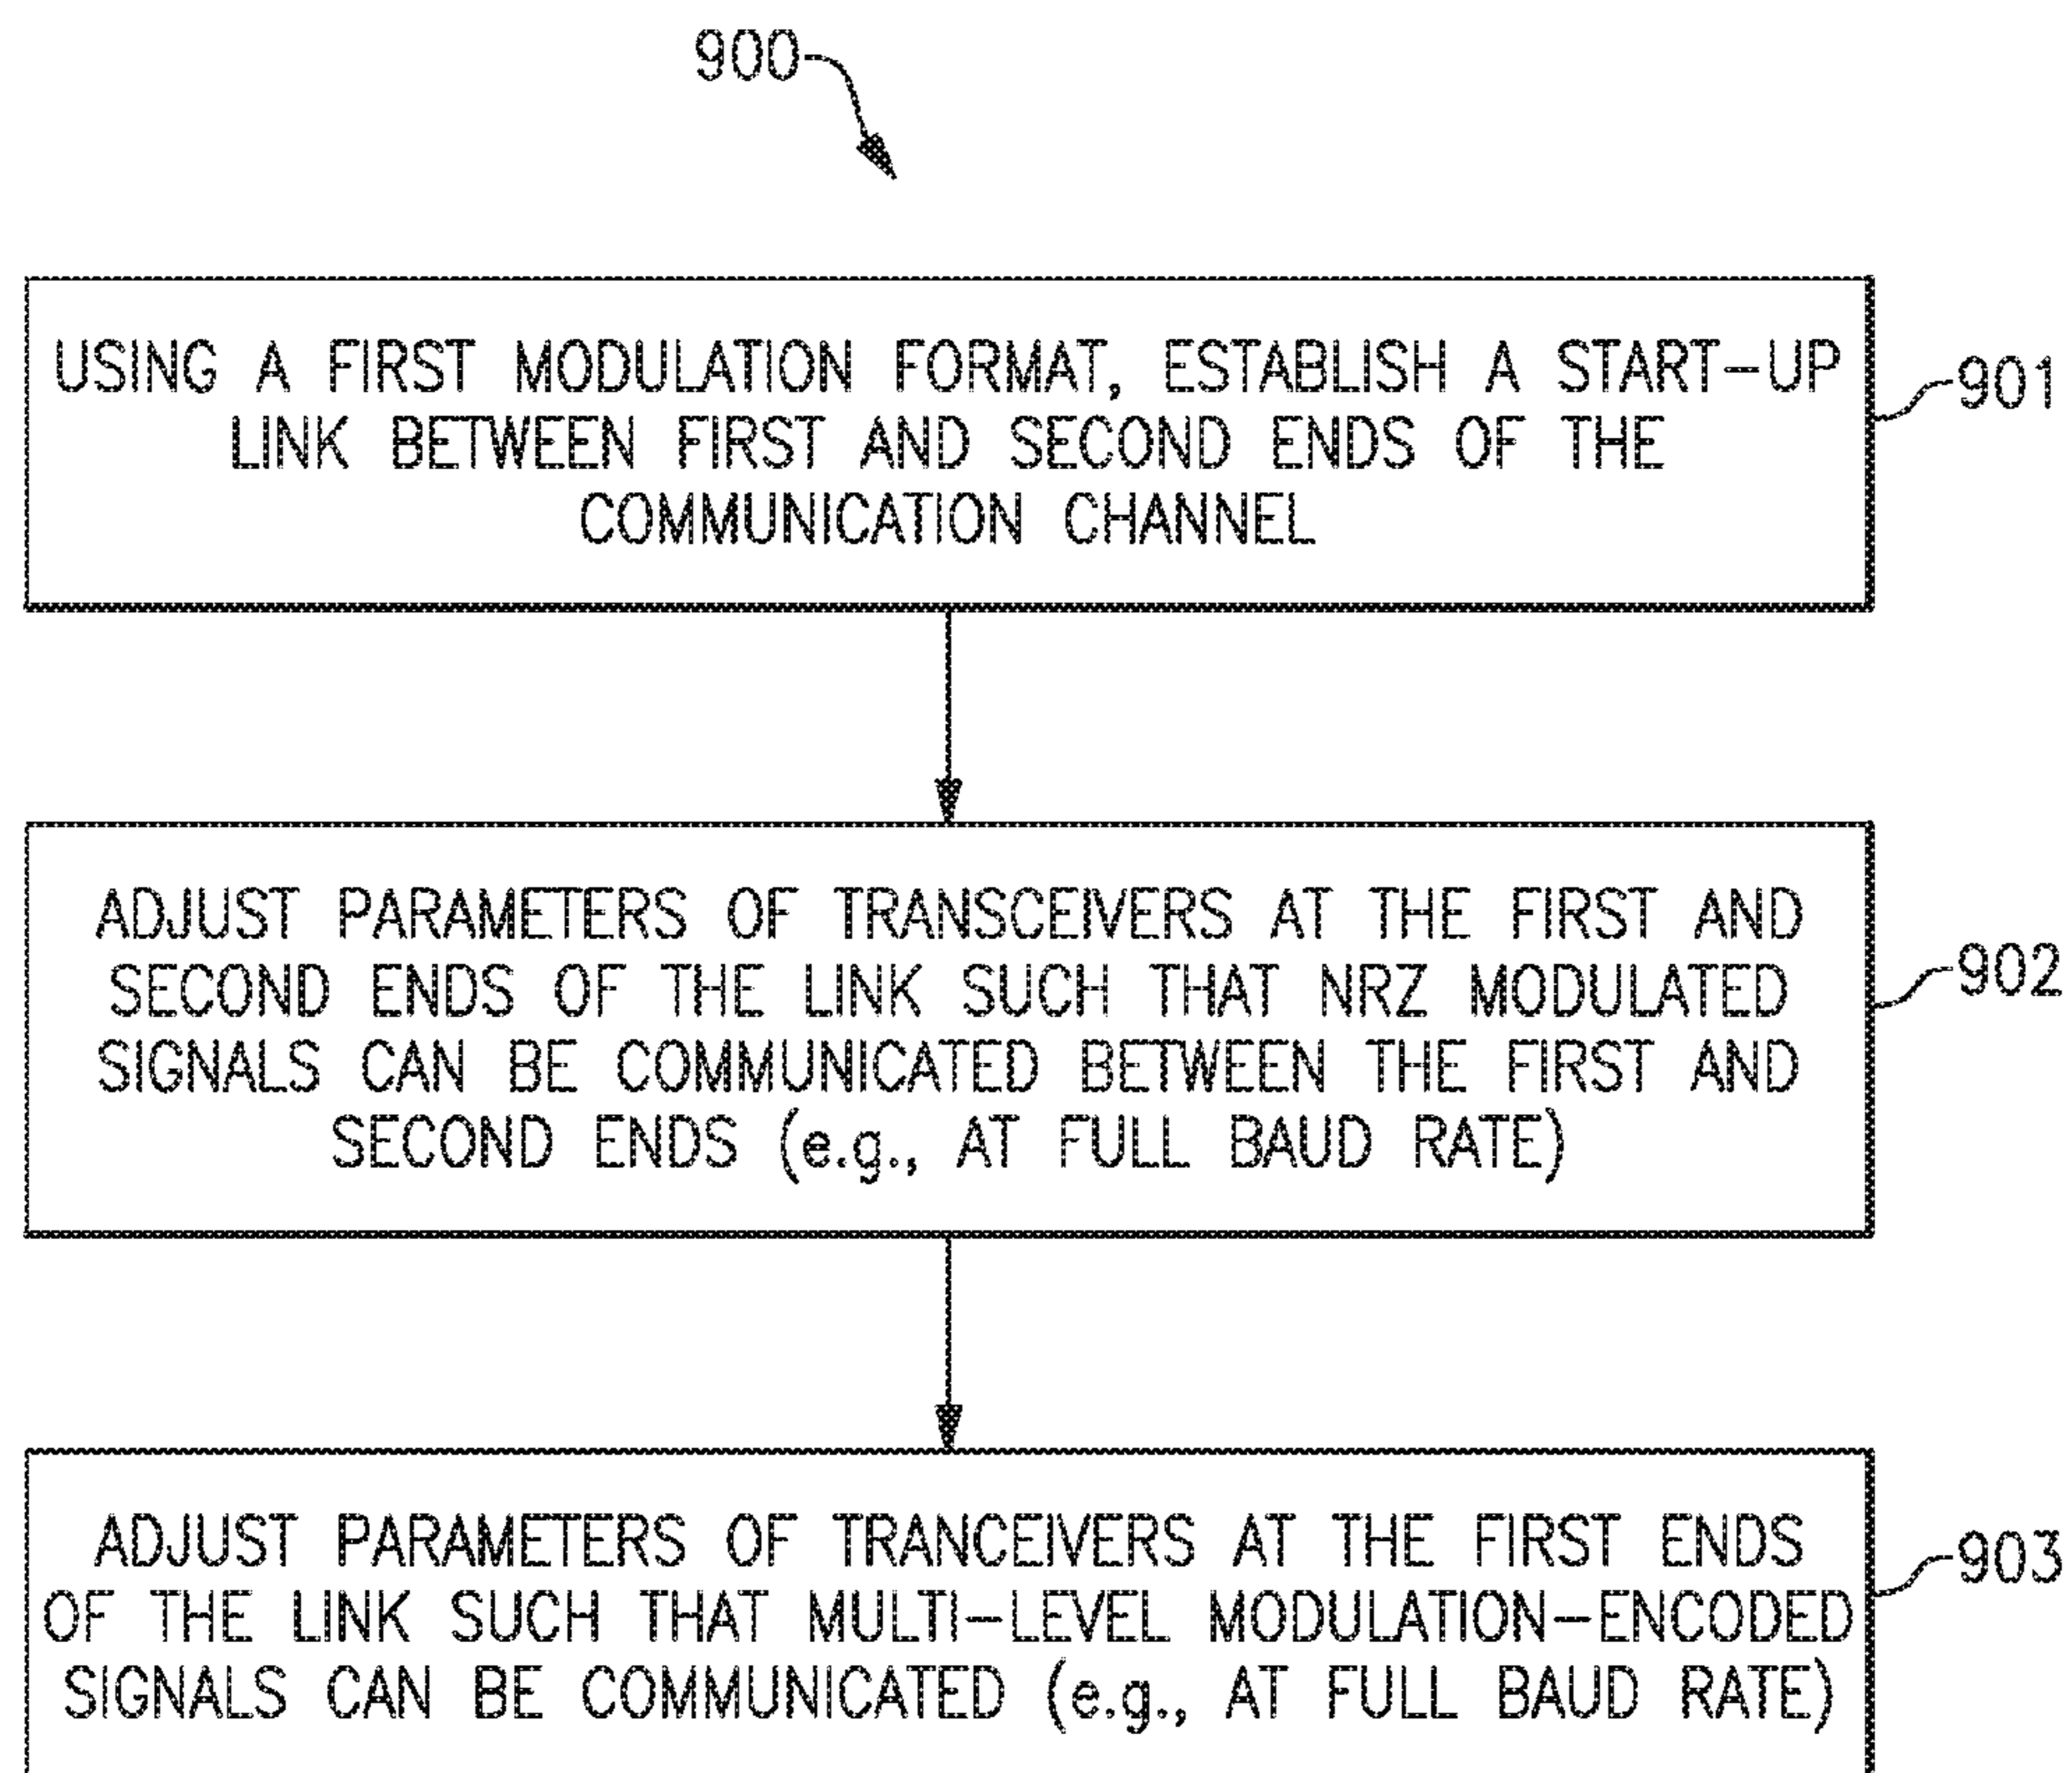 900
USING A FIRST MODULATION FORMAT, ESTABLISH A START-UP
LINK BETWEEN FIRST AND SECOND ENDS OF THE
COMMUNICATION CHANNEL
901
ADJUST PARAMETERS OF TRANSCEIVERS AT THE FIRST AND
SECOND ENDS OF THE LINK SUCH THAT NRZ MODULATED
SIGNALS CAN BE COMMUNICATED BETWEEN THE FIRST AND
SECOND ENDS (e.g., AT FULL BAUD RATE)
902
ADJUST PARAMETERS OF TRANCEIVERS AT THE FIRST ENDS
OF THE LINK SUCH THAT MULTI-LEVEL MODULATION-ENCODED
SIGNALS CAN BE COMMUNICATED (e.g., AT FULL BAUD RATE)
903